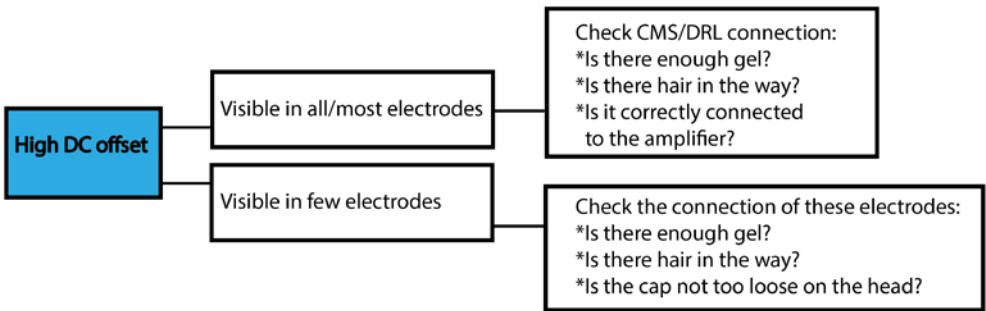 High DC offset
Visible in all/most electrodes
Check CMS/DRL connection:
*Is there enough gel?
*Is there hair in the way?
*Is it correctly connected
to the amplifier?
Visible in few electrodes
Check the connection of these electrodes:
*Is there enough gel?
*Is there hair in the way?
*Is the cap not too loose on the head?